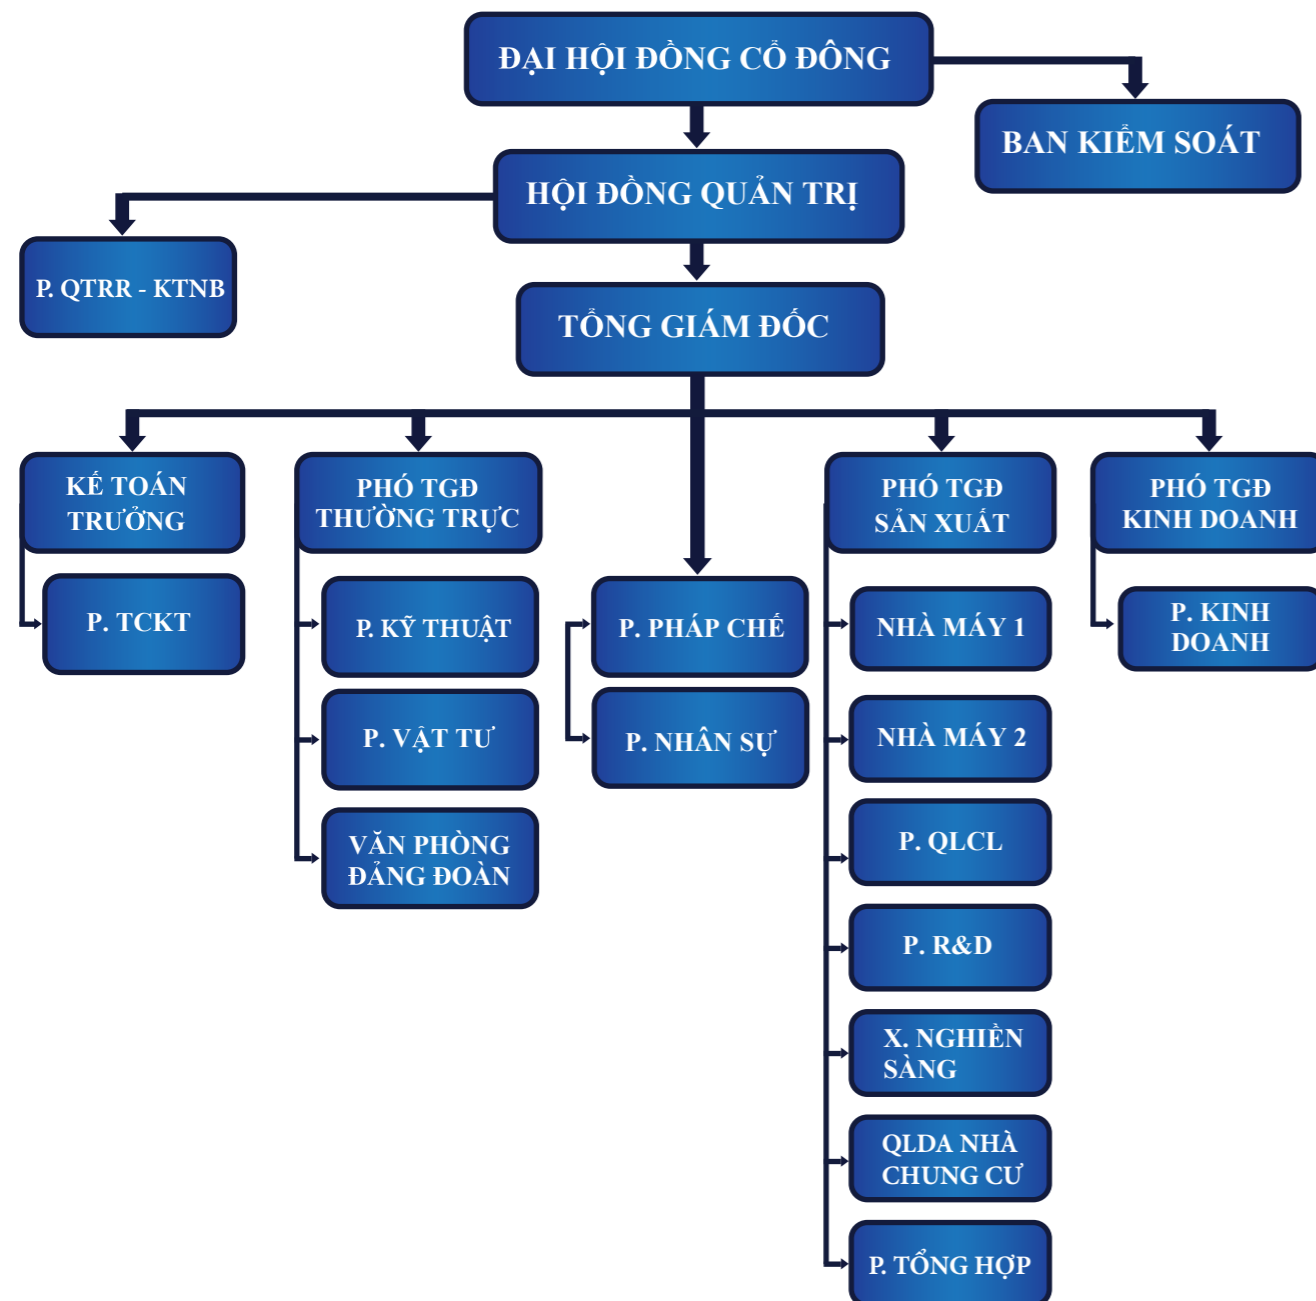 ĐẠI HỘI ĐỒNG CỔ ĐÔNG
BAN KIỂM SOÁT
HỘI ĐỒNG QUẢN TRỊ
P. QTRR - KTNB
TỔNG GIÁM ĐỐC
KẾ TOÁN
TRƯỞNG
P. TCKT
PHÓ TGĐ
THƯỜNG TRỰC
P. KỸ THUẬT
P. VẬT TƯ
VĂN PHÒNG
ĐẢNG ĐOÀN
P. PHÁP CHẾ
P. NHÂN SỰ
PHÓ TGĐ
SẢN XUẤT
NHÀ MÁY 1
NHÀ MÁY 2
P. QLCL
P. R&D
X. NGHIỀN
SÀNG
QLDA NHÀ
CHUNG CƯ
P. TỔNG HỢP
PHÓ TGĐ
KINH DOANH
P. KINH
DOANH